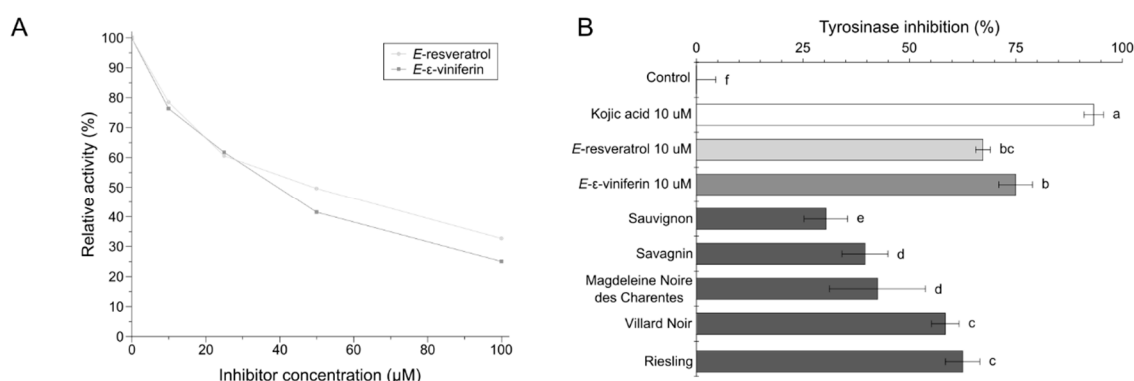 A
100
90
80
70
60
50
40
30
20
10
0
Relative activity (%)
0 20 40 60 80 100
Inhibitor concentration (µM)
E-resveratrol
E-ε-viniferin
B
Tyrosinase inhibition (%)
0 25 50 75 100
Control f
Kojic acid 10 uM a
E-resveratrol 10 uM bc
E-ε-viniferin 10 uM b
Sauvignon e
Savagnin d
Magdeleine Noire
des Charentes d
Villard Noir c
Riesling c